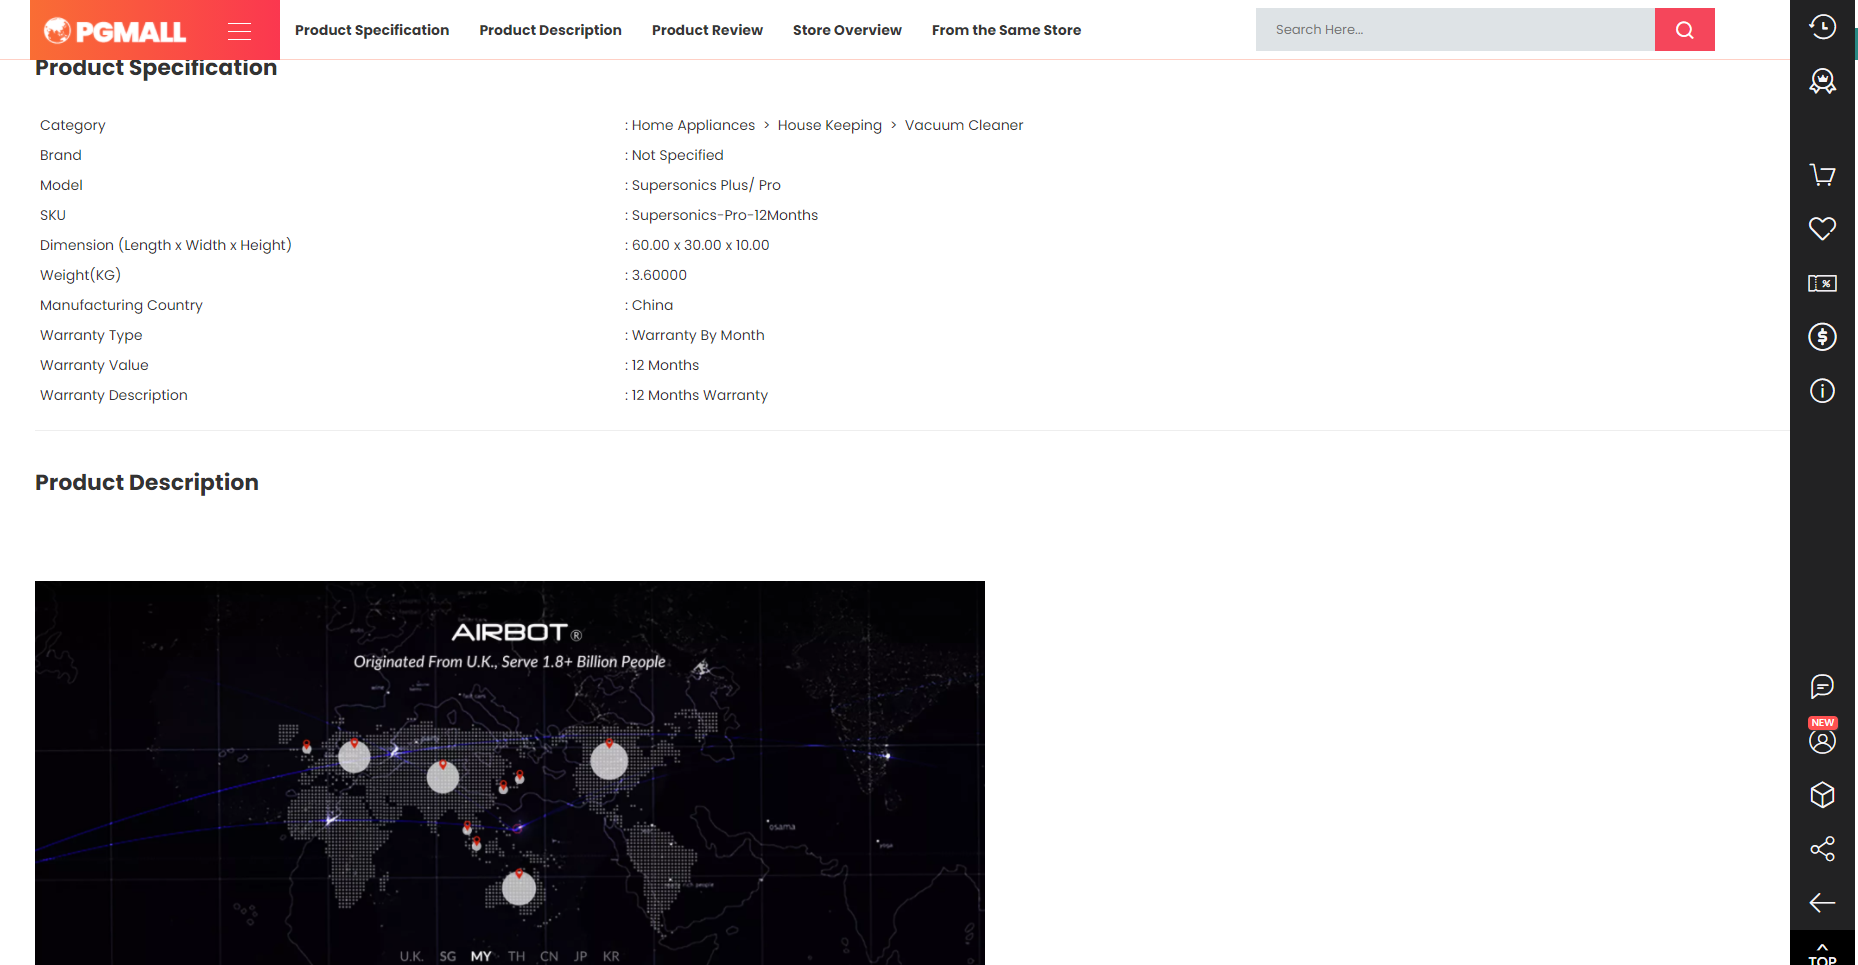 PGMALL
Product Specification Product Description Product Review Store Overview From the Same Store
Search Here...
Product Specification
Category : Home Appliances > House Keeping > Vacuum Cleaner
Brand : Not Specified
Model : Supersonics Plus/ Pro
SKU : Supersonics-Pro-12Months
Dimension (Length x Width x Height) : 60.00 x 30.00 x 10.00
Weight(KG) : 3.60000
Manufacturing Country : China
Warranty Type : Warranty By Month
Warranty Value : 12 Months
Warranty Description : 12 Months Warranty
Product Description
AIRBOT ®
Originated From U.K., Serve 1.8+ Billion People
osama
U.K. SG MY TH CN JP KR
NEW
TOP